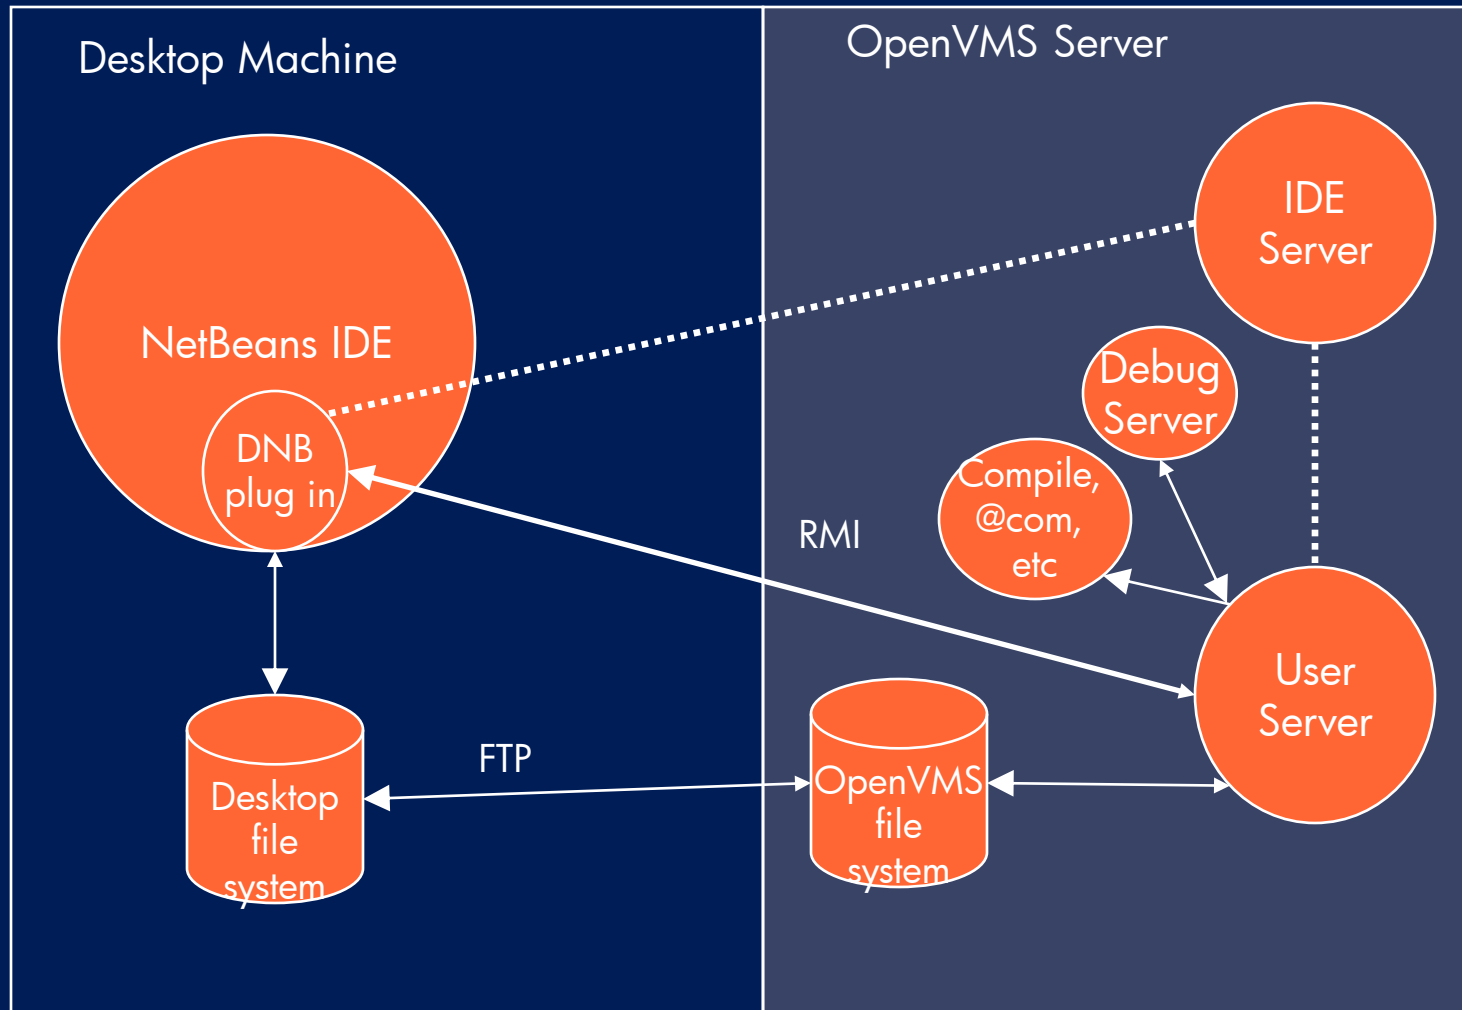 Desktop Machine
OpenVMS Server
NetBeans IDE
DNB
plug in
IDE
Server
Debug
Server
Compile,
@com,
etc
RMI
User
Server
FTP
Desktop
file
system
OpenVMS
file
system